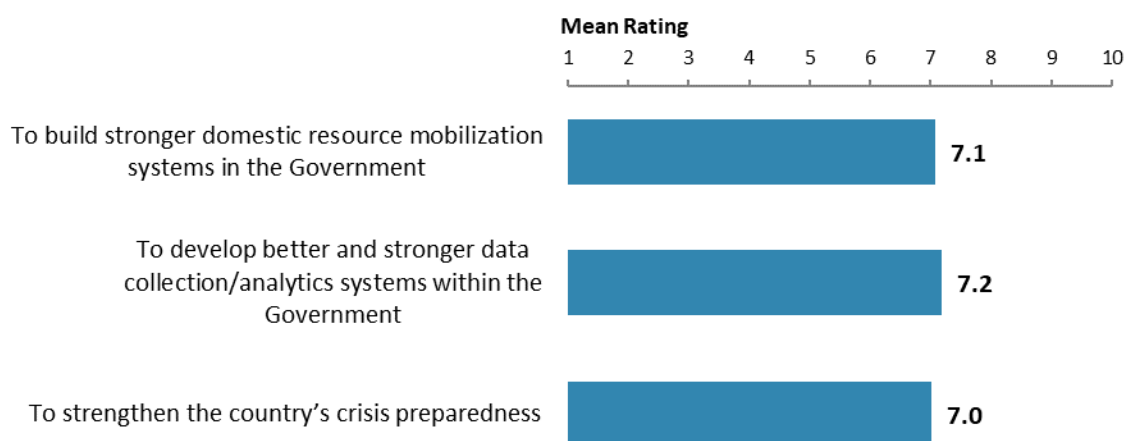 Mean Rating
1 2 3 4 5 6 7 8 9 10
To build stronger domestic resource mobilization
systems in the Government
7.1
To develop better and stronger data
collection/analytics systems within the
Government
7.2
To strengthen the country’s crisis preparedness
7.0